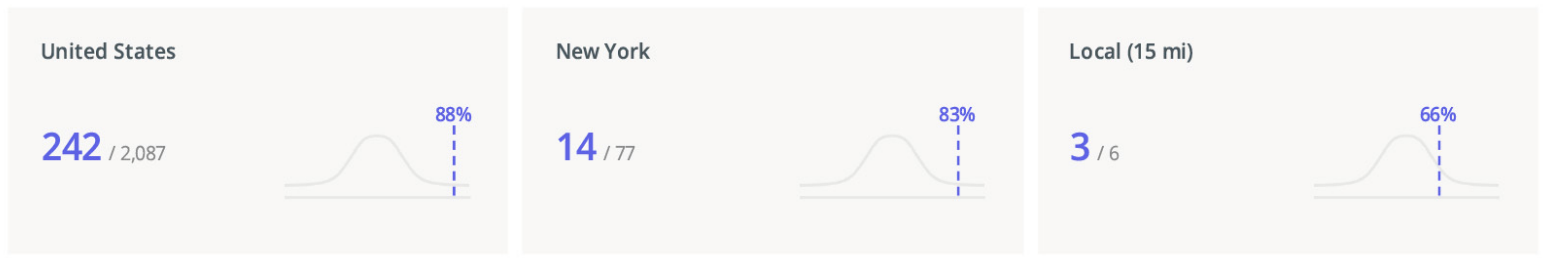 United States
88%
242 / 2,087
New York
83%
14 / 77
Local (15 mi)
66%
3 / 6